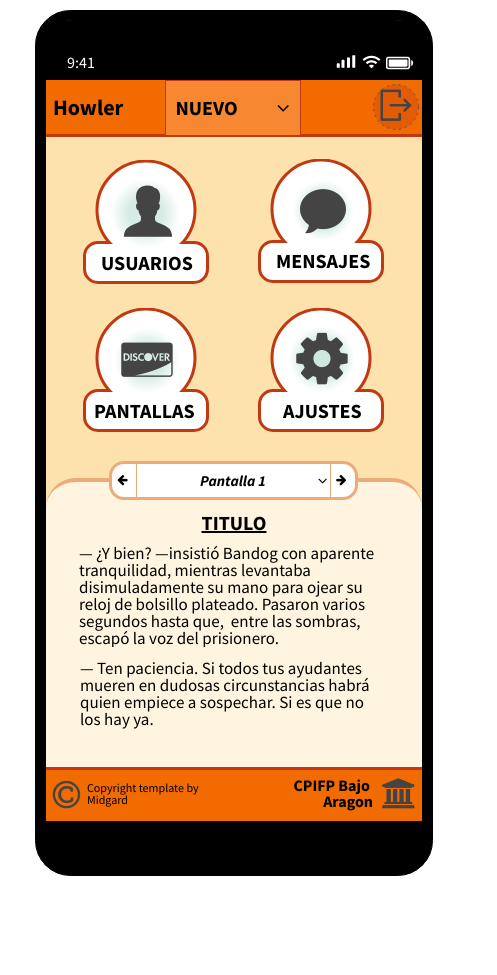 9:41
Howler
NUEVO
USUARIOS
MENSAJES
DISCOVER
PANTALLAS
AJUSTES
Pantalla 1
TITULO
— ¿Y bien? —insistió Bandog con aparente
tranquilidad, mientras levantaba
disimuladamente su mano para ojear su
reloj de bolsillo plateado. Pasaron varios
segundos hasta que, entre las sombras,
escapó la voz del prisionero.
— Ten paciencia. Si todos tus ayudantes
mueren en dudosas circunstancias habrá
quien empiece a sospechar. Si es que no
los hay ya.
© Copyright template by
Midgard
CPIFP Bajo
Aragon